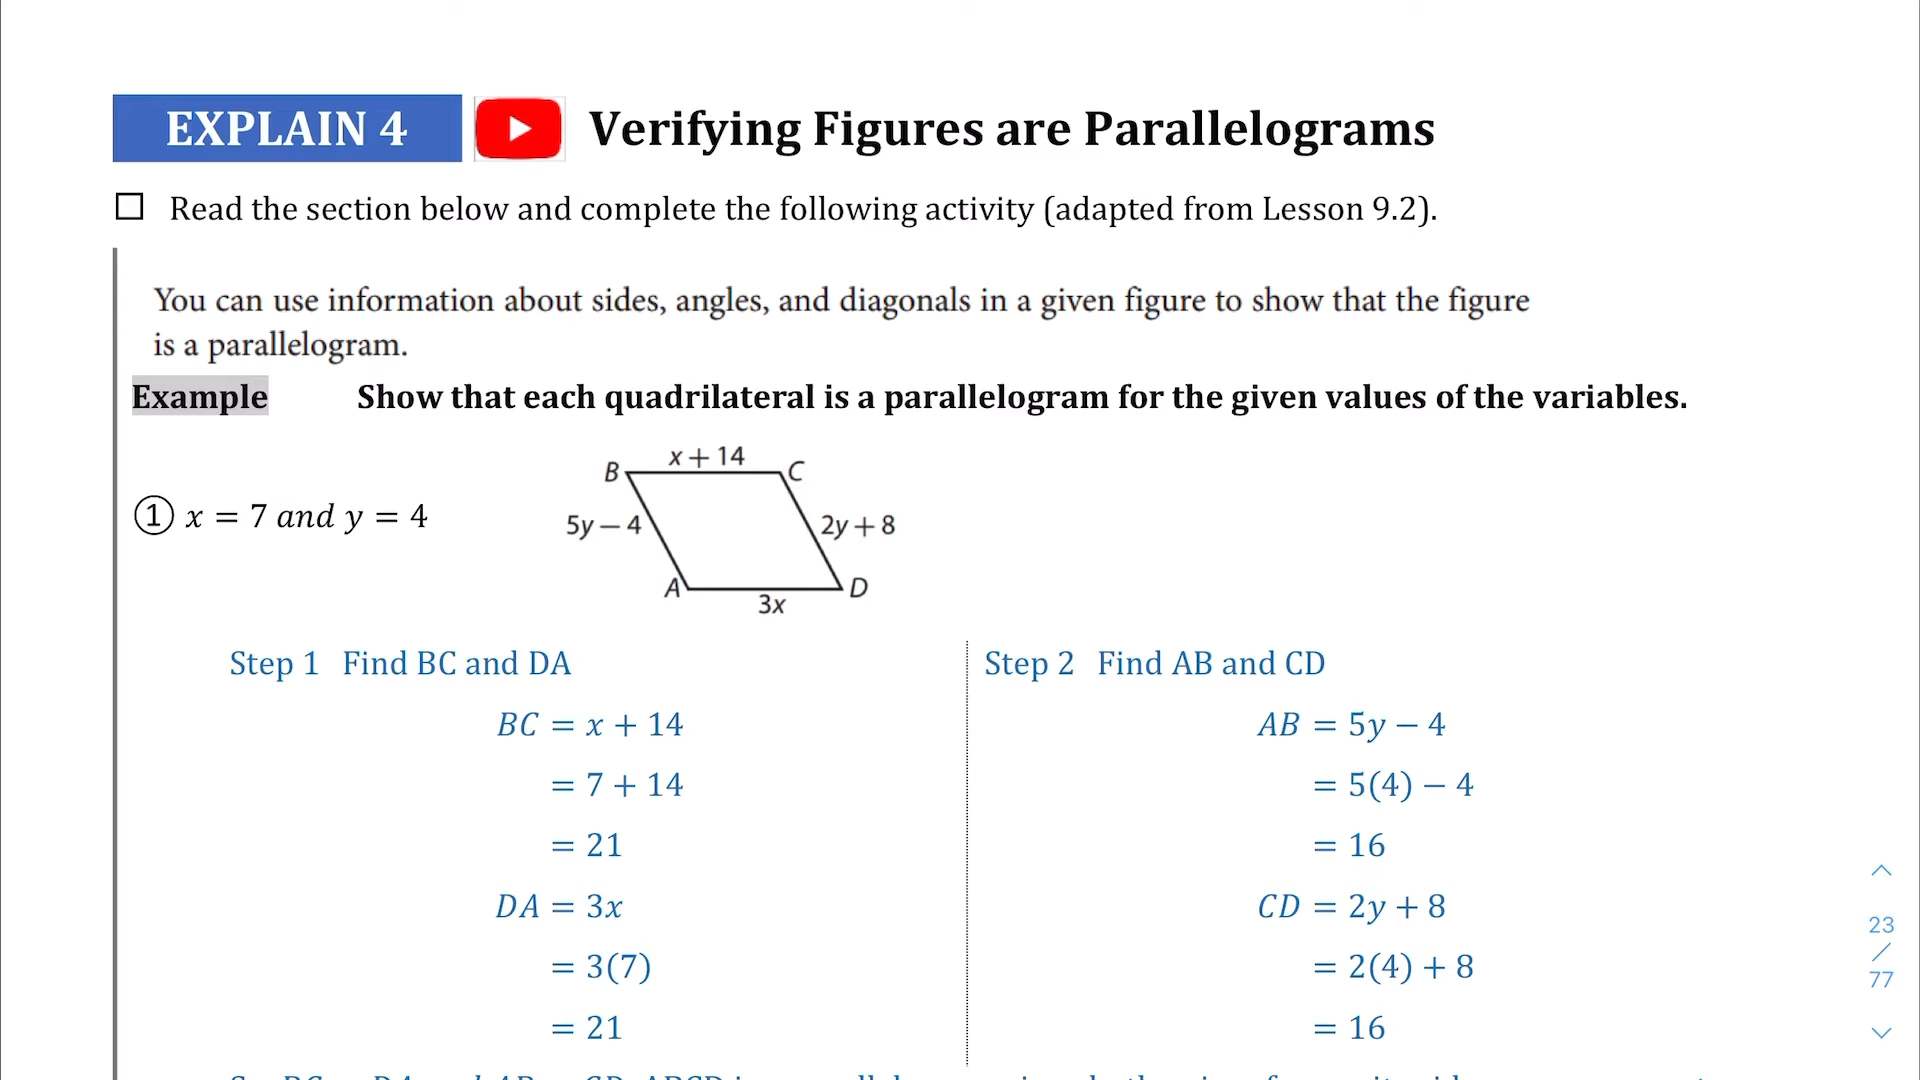 EXPLAIN 4 Verifying Figures are Parallelograms
☐ Read the section below and complete the following activity (adapted from Lesson 9.2).
You can use information about sides, angles, and diagonals in a given figure to show that the figure
is a parallelogram.
Example Show that each quadrilateral is a parallelogram for the given values of the variables.
① x = 7 and y = 4
B x + 14 C
5y − 4 2y + 8
A D
3x
Step 1 Find BC and DA
BC = x + 14
= 7 + 14
= 21
DA = 3x
= 3(7)
= 21
Step 2 Find AB and CD
AB = 5y − 4
= 5(4) − 4
= 16
CD = 2y + 8
= 2(4) + 8
= 16
23
/
77